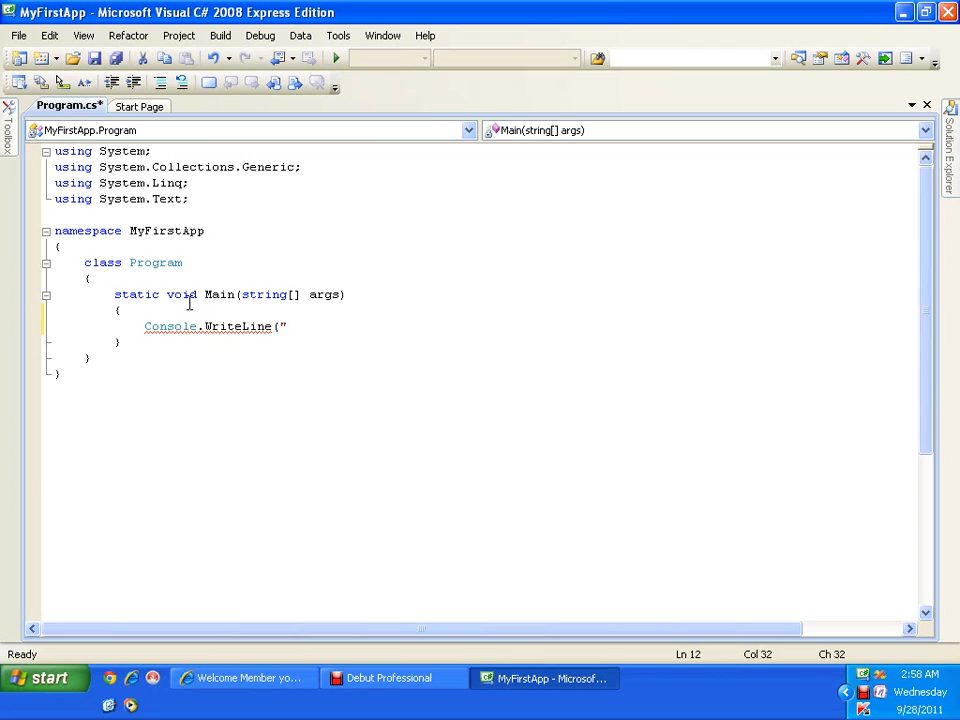 MyFirstApp - Microsoft Visual C# 2008 Express Edition
File Edit View Refactor Project Build Debug Data Tools Window Help
Program.cs* Start Page
Toolbox
Solution Explorer
MyFirstApp.Program Main(string[] args)
using System;
using System.Collections.Generic;
using System.Linq;
using System.Text;
namespace MyFirstApp
{
class Program
{
static void Main(string[] args)
{
Console.WriteLine("
}
}
}
Ready Ln 12 Col 32 Ch 32
start Welcome Member yo... Debut Professional MyFirstApp - Microsof... 2:58 AM
Wednesday
9/28/2011